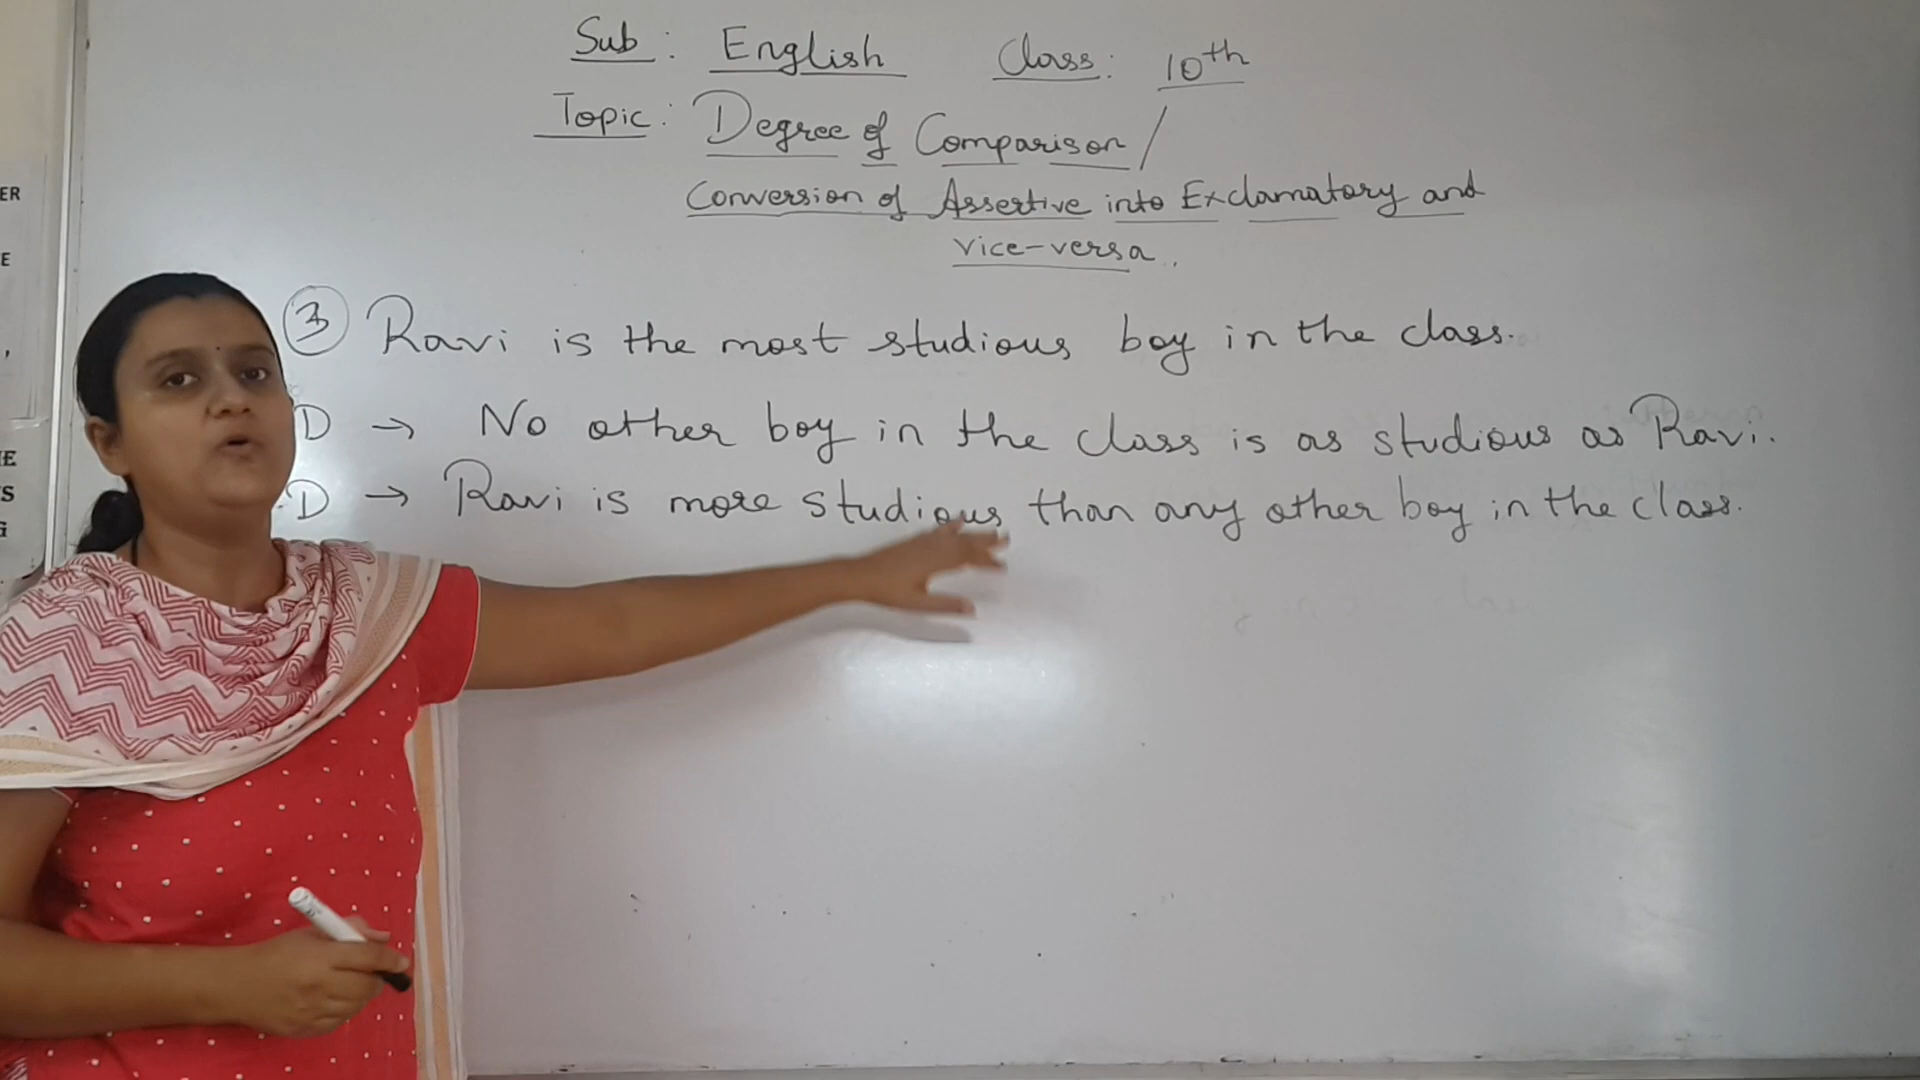 Sub : English Class : 10th
Topic : Degree of Comparison /
Conversion of Assertive into Exclamatory and
vice-versa.
③ Ravi is the most studious boy in the class.
D → No other boy in the class is as studious as Ravi.
.D → Ravi is more studious than any other boy in the class.
ER
E
,
E
S